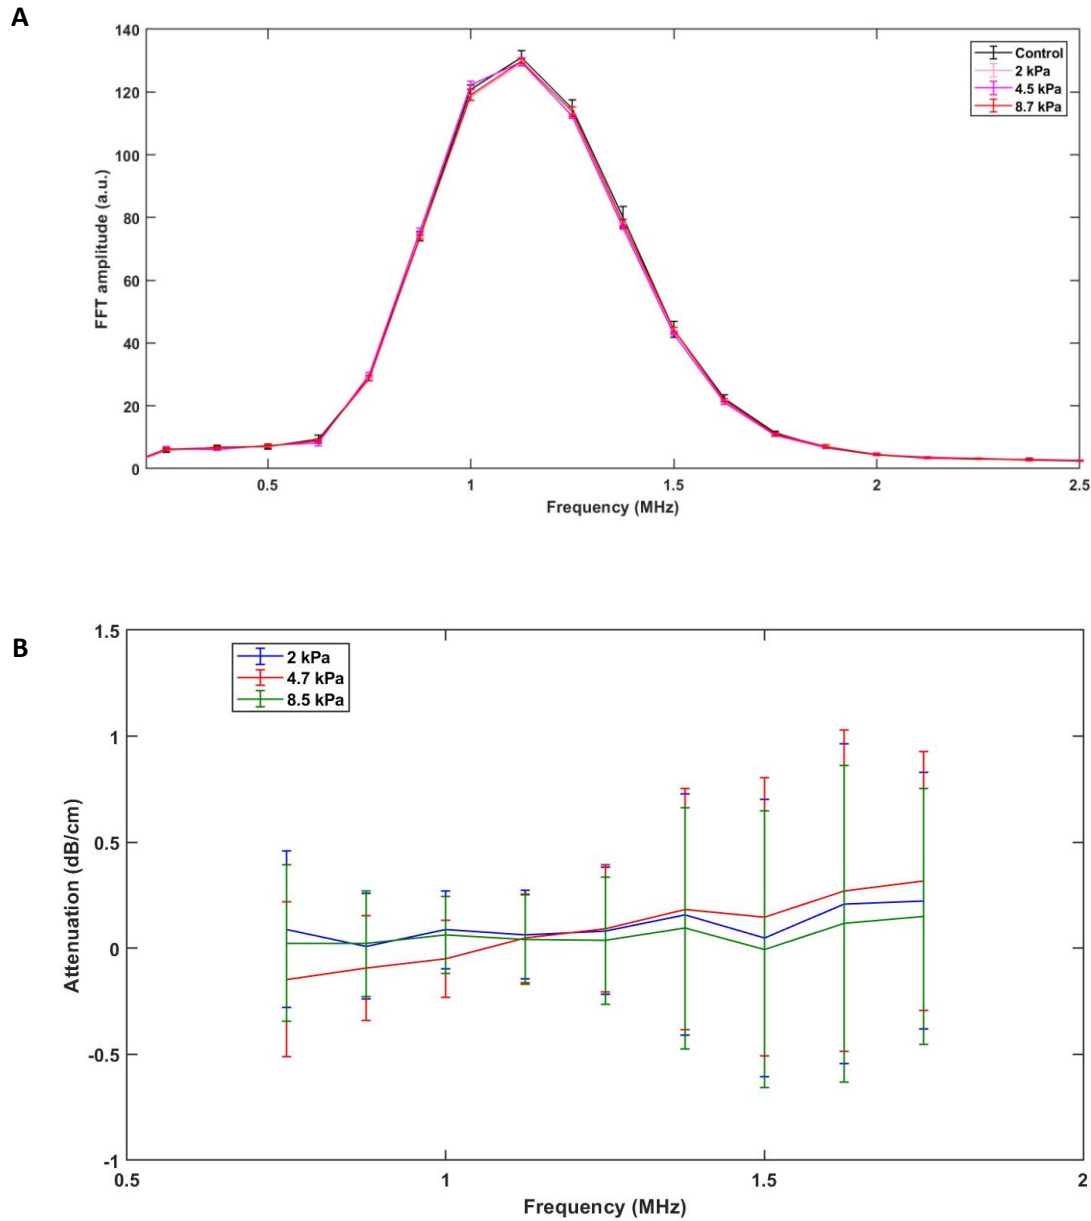 A
140
120
100
80
60
40
20
0
FFT amplitude (a.u.)
Control
2 kPa
4.5 kPa
8.7 kPa
0.5
1
1.5
2
2.5
Frequency (MHz)
B
1.5
1
0.5
0
-0.5
-1
Attenuation (dB/cm)
2 kPa
4.7 kPa
8.5 kPa
0.5
1
1.5
2
Frequency (MHz)